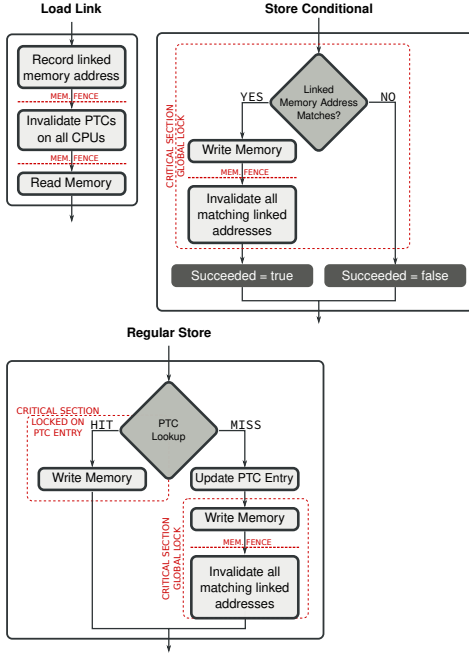 Load Link
Record linked
memory address
MEM. FENCE
Invalidate PTCs
on all CPUs
MEM. FENCE
Read Memory
Store Conditional
CRITICAL SECTION
GLOBAL LOCK
Linked
Memory Address
Matches?
YES
NO
Write Memory
MEM. FENCE
Invalidate all
matching linked
addresses
Succeeded = true
Succeeded = false
Regular Store
CRITICAL SECTION
LOCKED ON
PTC ENTRY
PTC
Lookup
HIT
MISS
Write Memory
Update PTC Entry
CRITICAL SECTION
GLOBAL LOCK
Write Memory
MEM. FENCE
Invalidate all
matching linked
addresses